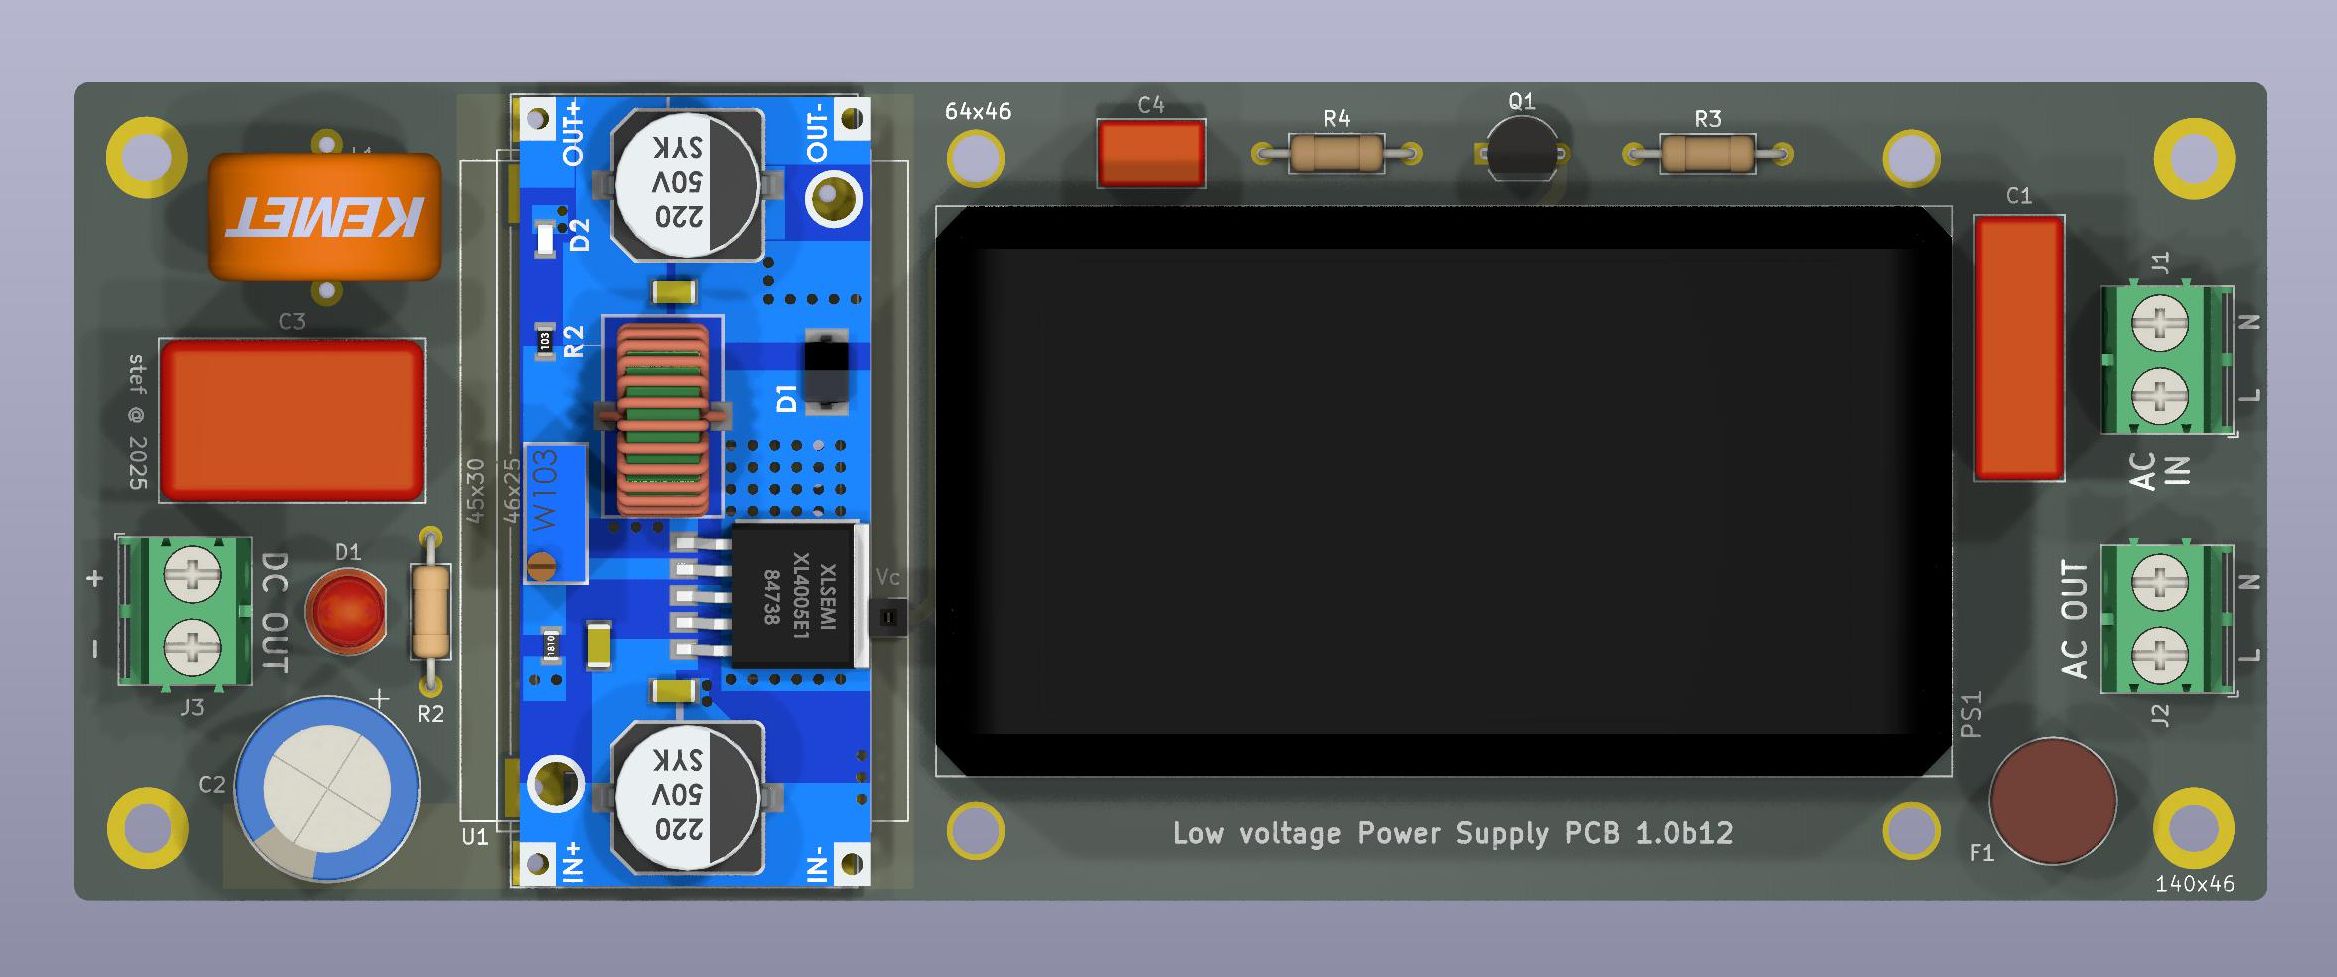 64x46
C4
R4
Q1
R3
C1
J1
N
L
AC
IN
AC OUT
N
L
J2
PS1
F1
140x46
Low voltage Power Supply PCB 1.0b12
KEMET
C3
stef @ 2025
+
-
DC OUT
J3
D1
R2
C2
+
U1
45x30
46x25
OUT+
OUT-
220
50V
SYK
D2
R2
103
D1
W103
XLSEMI
XL4005E1
84738
Vc
220
50V
SYK
IN+
IN-